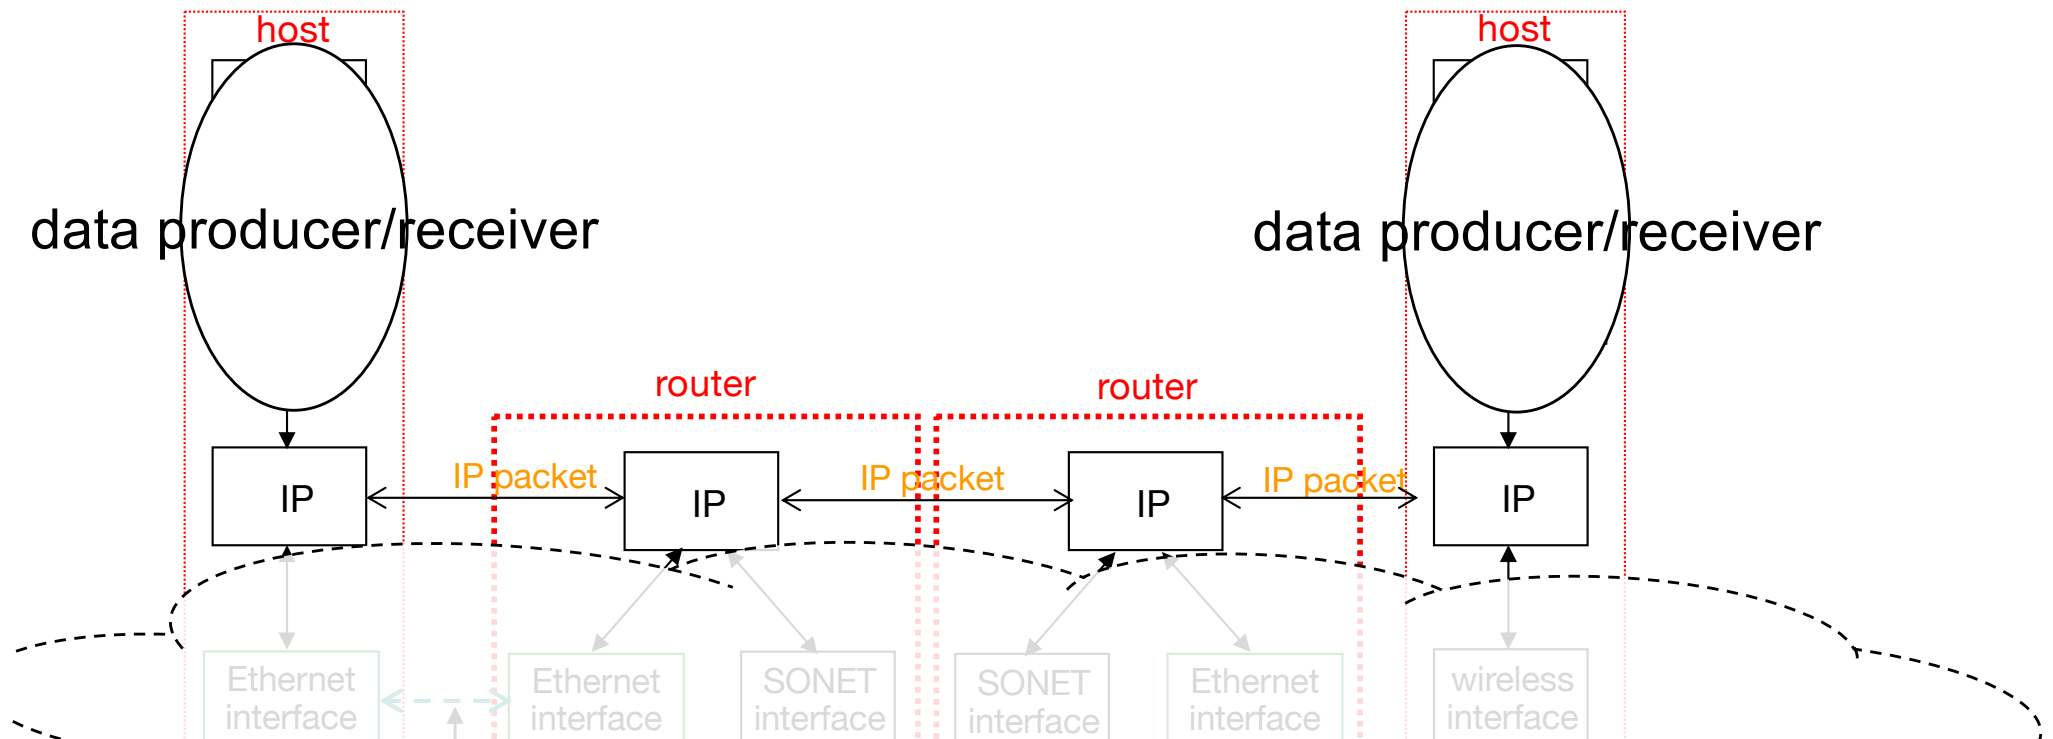 host
host
data producer/receiver
data producer/receiver
router
router
IP packet
IP packet
IP packet
IP
IP
IP
IP
Ethernet
interface
Ethernet
interface
SONET
interface
SONET
interface
Ethernet
interface
wireless
interface